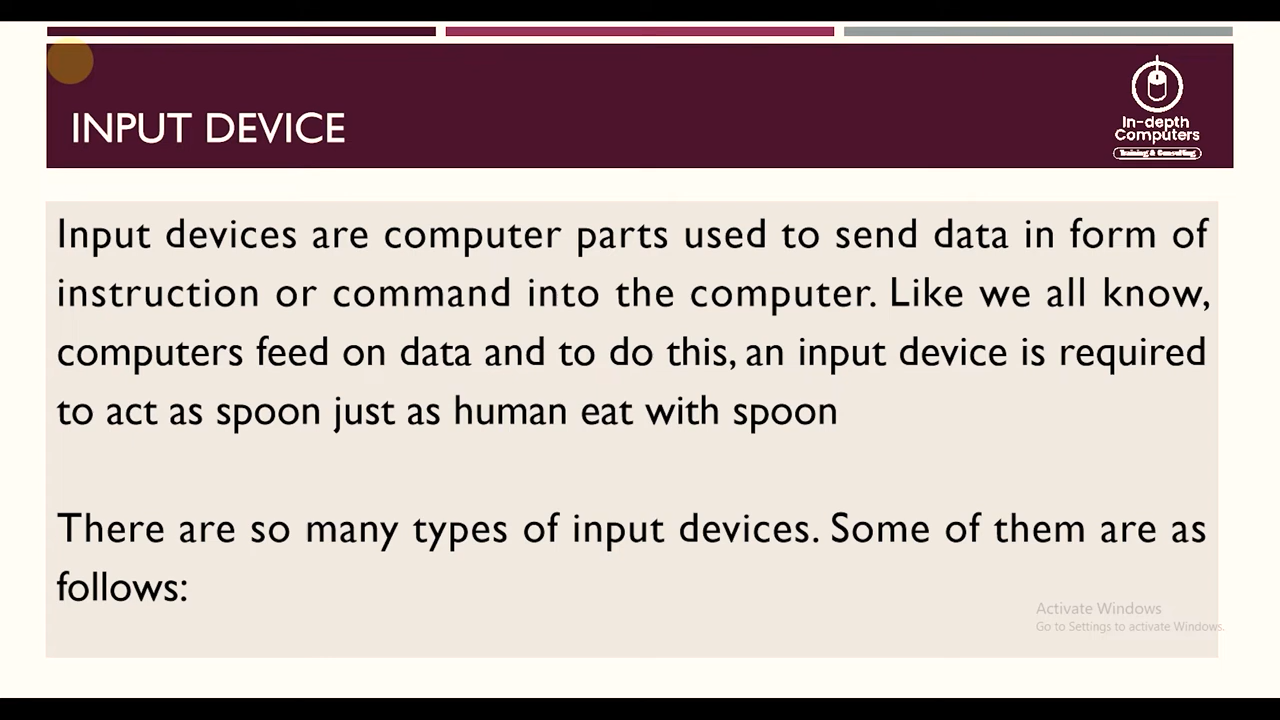 INPUT DEVICE
In-depth
Computers
Training & Consulting
Input devices are computer parts used to send data in form of
instruction or command into the computer. Like we all know,
computers feed on data and to do this, an input device is required
to act as spoon just as human eat with spoon
There are so many types of input devices. Some of them are as
follows:
Activate Windows
Go to Settings to activate Windows.